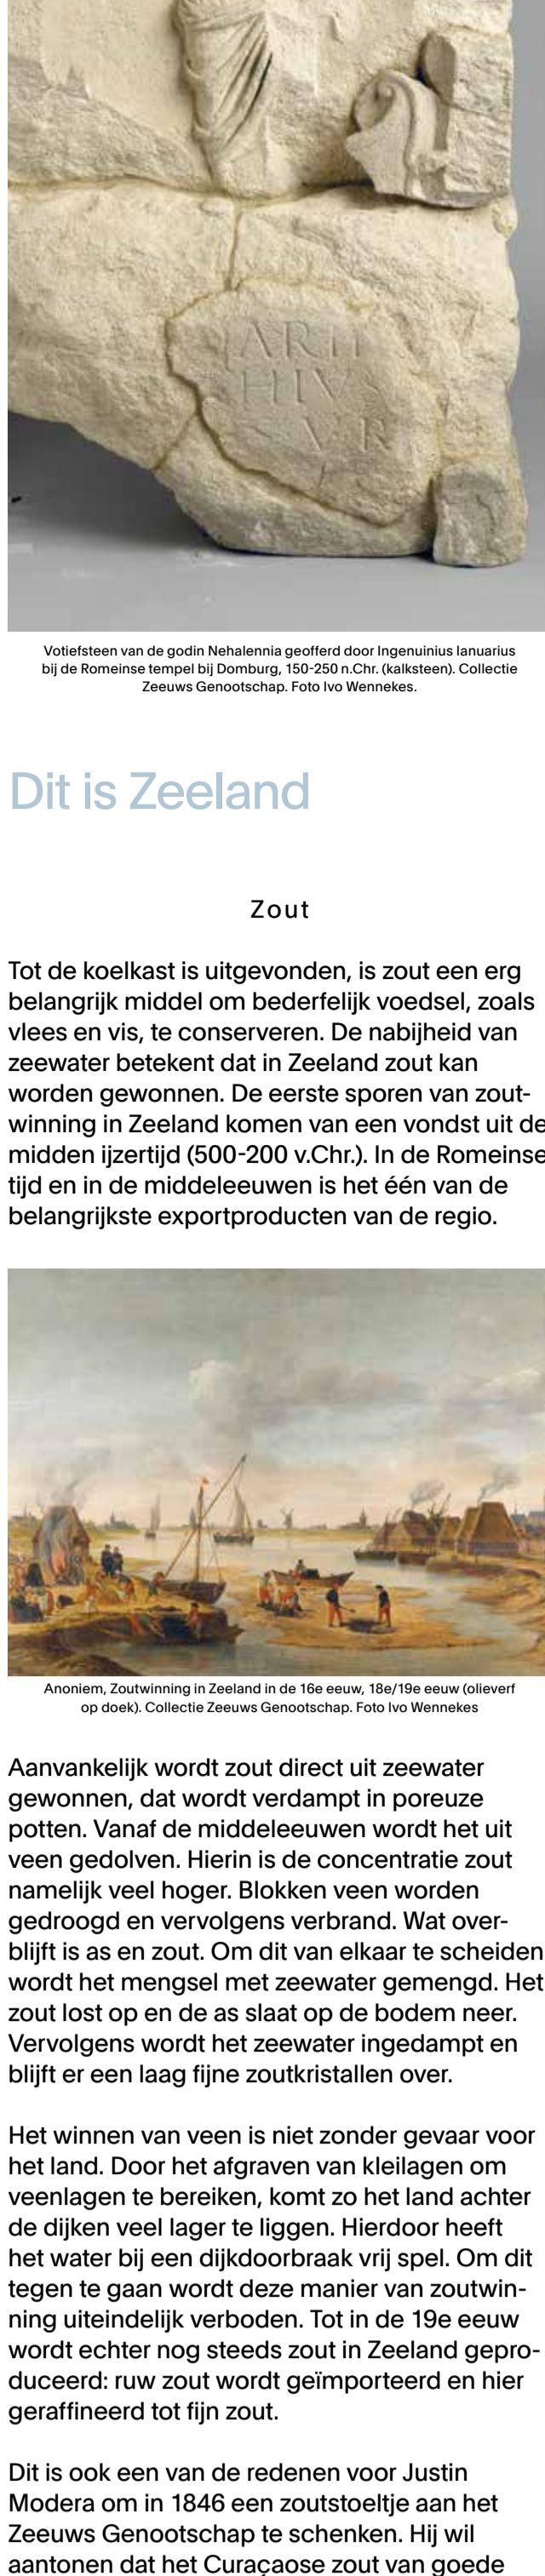 ARII
HIVS
S V R
Votiefsteen van de godin Nehalennia geofferd door Ingenuinius Ianuarius
bij de Romeinse tempel bij Domburg, 150-250 n.Chr. (kalksteen). Collectie
Zeeuws Genootschap. Foto Ivo Wennekes.
Dit is Zeeland
Zout
Tot de koelkast is uitgevonden, is zout een erg
belangrijk middel om bederfelijk voedsel, zoals
vlees en vis, te conserveren. De nabijheid van
zeewater betekent dat in Zeeland zout kan
worden gewonnen. De eerste sporen van zout-
winning in Zeeland komen van een vondst uit de
midden ijzertijd (500-200 v.Chr.). In de Romeinse
tijd en in de middeleeuwen is het één van de
belangrijkste exportproducten van de regio.
Anoniem, Zoutwinning in Zeeland in de 16e eeuw, 18e/19e eeuw (olieverf
op doek). Collectie Zeeuws Genootschap. Foto Ivo Wennekes
Aanvankelijk wordt zout direct uit zeewater
gewonnen, dat wordt verdampt in poreuze
potten. Vanaf de middeleeuwen wordt het uit
veen gedolven. Hierin is de concentratie zout
namelijk veel hoger. Blokken veen worden
gedroogd en vervolgens verbrand. Wat over-
blijft is as en zout. Om dit van elkaar te scheiden
wordt het mengsel met zeewater gemengd. Het
zout lost op en de as slaat op de bodem neer.
Vervolgens wordt het zeewater ingedampt en
blijft er een laag fijne zoutkristallen over.
Het winnen van veen is niet zonder gevaar voor
het land. Door het afgraven van kleilagen om
veenlagen te bereiken, komt zo het land achter
de dijken veel lager te liggen. Hierdoor heeft
het water bij een dijkdoorbraak vrij spel. Om dit
tegen te gaan wordt deze manier van zoutwin-
ning uiteindelijk verboden. Tot in de 19e eeuw
wordt echter nog steeds zout in Zeeland gepro-
duceerd: ruw zout wordt geïmporteerd en hier
geraffineerd tot fijn zout.
Dit is ook een van de redenen voor Justin
Modera om in 1846 een zoutstoeltje aan het
Zeeuws Genootschap te schenken. Hij wil
aantonen dat het Curaçaose zout van goede